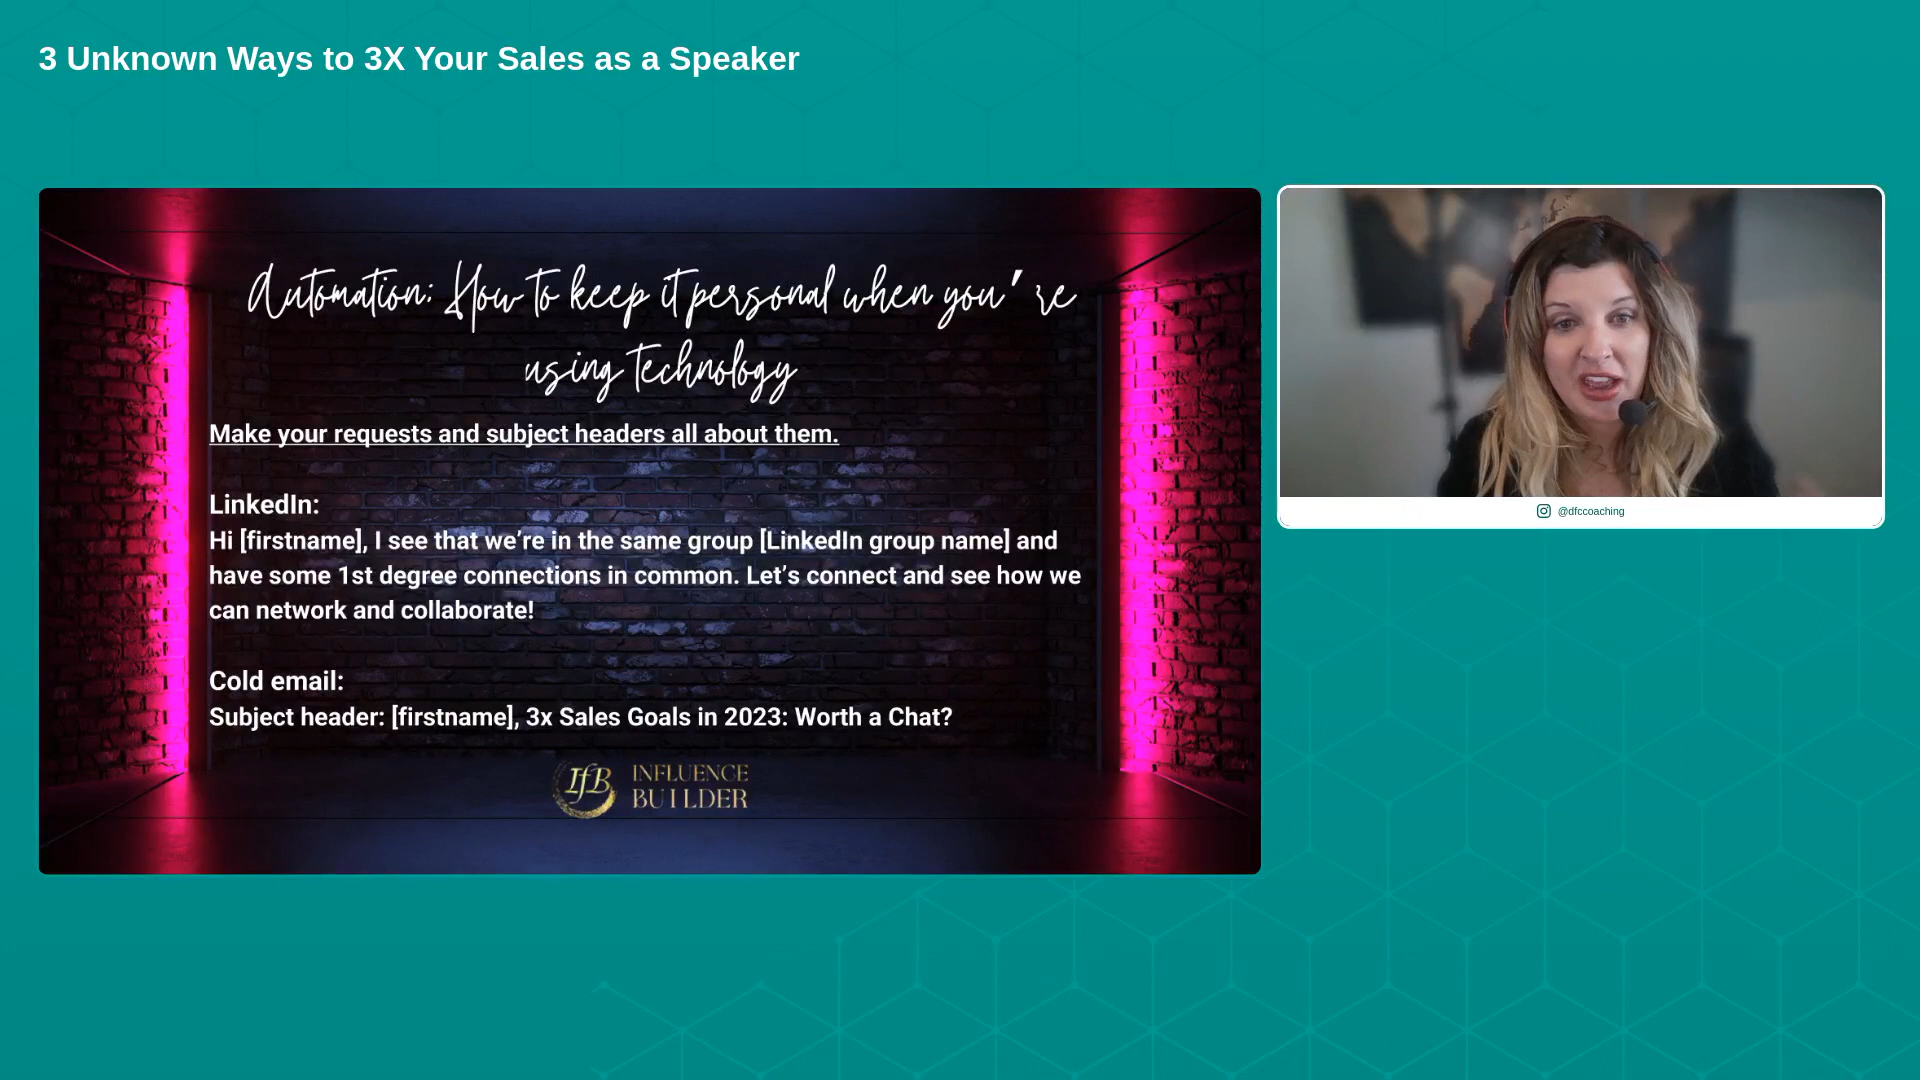 3 Unknown Ways to 3X Your Sales as a Speaker
Automation: How to keep it personal when you're
using technology
Make your requests and subject headers all about them.
LinkedIn:
Hi [firstname], I see that we’re in the same group [LinkedIn group name] and
have some 1st degree connections in common. Let’s connect and see how we
can network and collaborate!
Cold email:
Subject header: [firstname], 3x Sales Goals in 2023: Worth a Chat?
IfB INFLUENCE
BUILDER
@dfccoaching